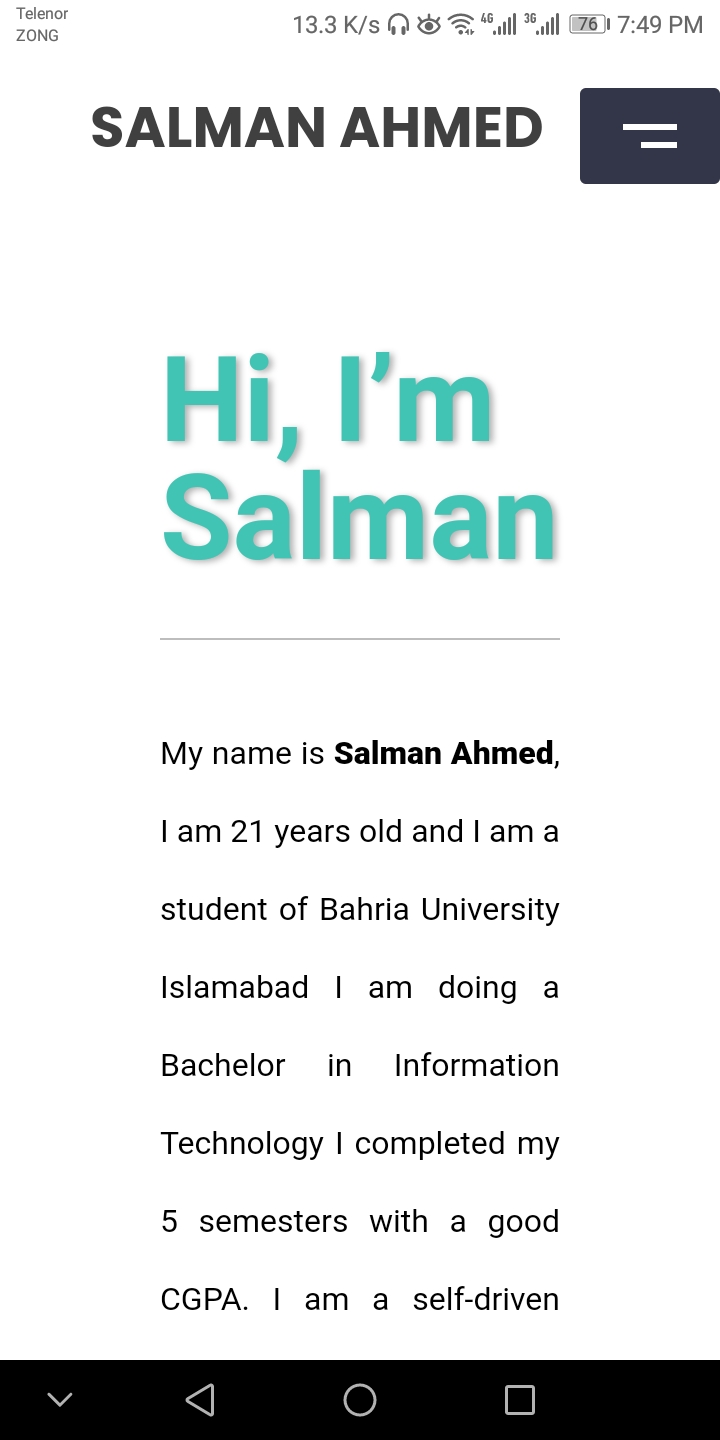 Telenor
ZONG
13.3 K/s 4G 3G 76 7:49 PM
SALMAN AHMED
Hi, I’m
Salman
My name is Salman Ahmed,
I am 21 years old and I am a
student of Bahria University
Islamabad I am doing a
Bachelor in Information
Technology I completed my
5 semesters with a good
CGPA. I am a self-driven